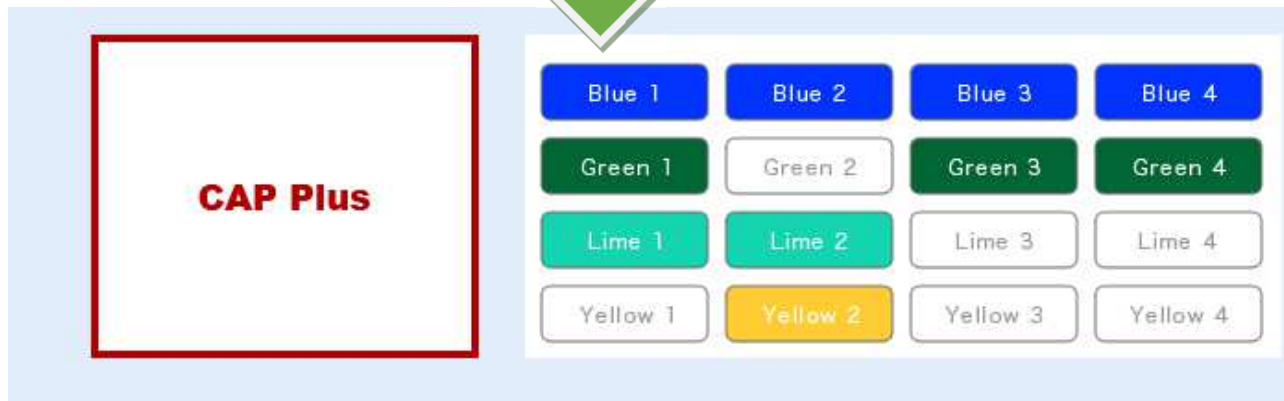 CAP Plus
Blue 1 Blue 2 Blue 3 Blue 4
Green 1 Green 2 Green 3 Green 4
Lime 1 Lime 2 Lime 3 Lime 4
Yellow 1 Yellow 2 Yellow 3 Yellow 4